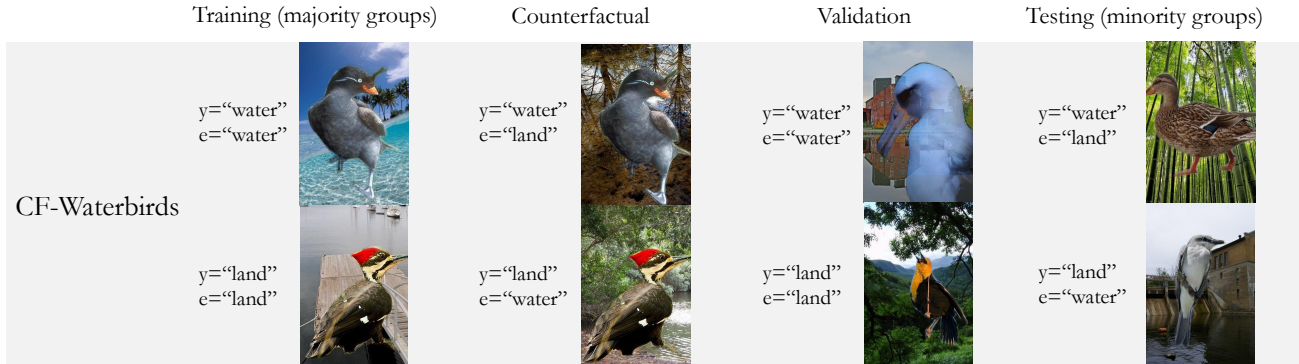 Training (majority groups)
Counterfactual
Validation
Testing (minority groups)
CF-Waterbirds
y=“water”
e=“water”
y=“water”
e=“land”
y=“water”
e=“water”
y=“water”
e=“land”
y=“land”
e=“land”
y=“land”
e=“water”
y=“land”
e=“land”
y=“land”
e=“water”